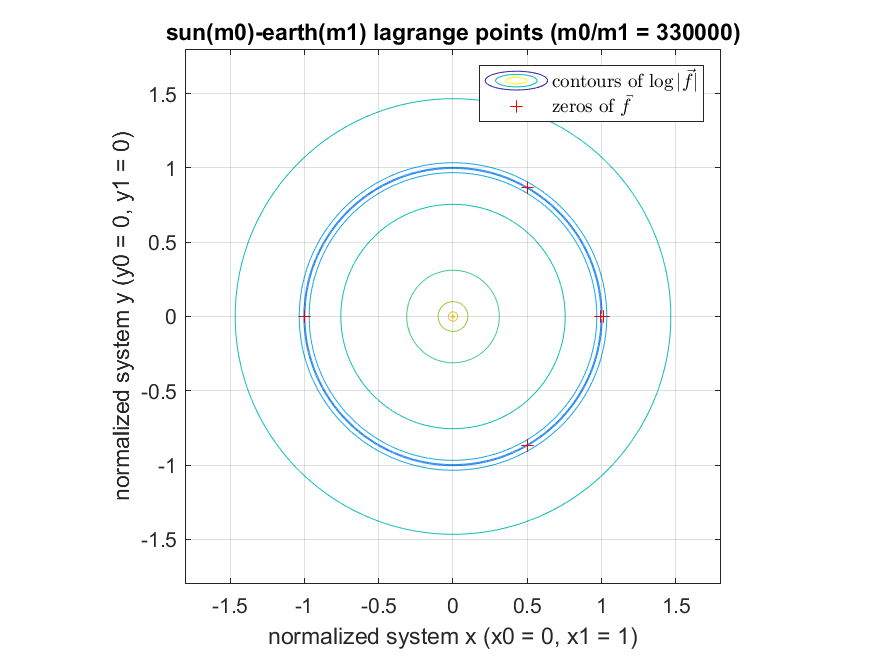 sun(m0)-earth(m1) lagrange points (m0/m1 = 330000)
contours of log|f⃗|
zeros of f⃗
normalized system y (y0 = 0, y1 = 0)
1.5
1
0.5
0
-0.5
-1
-1.5
-1.5 -1 -0.5 0 0.5 1 1.5
normalized system x (x0 = 0, x1 = 1)